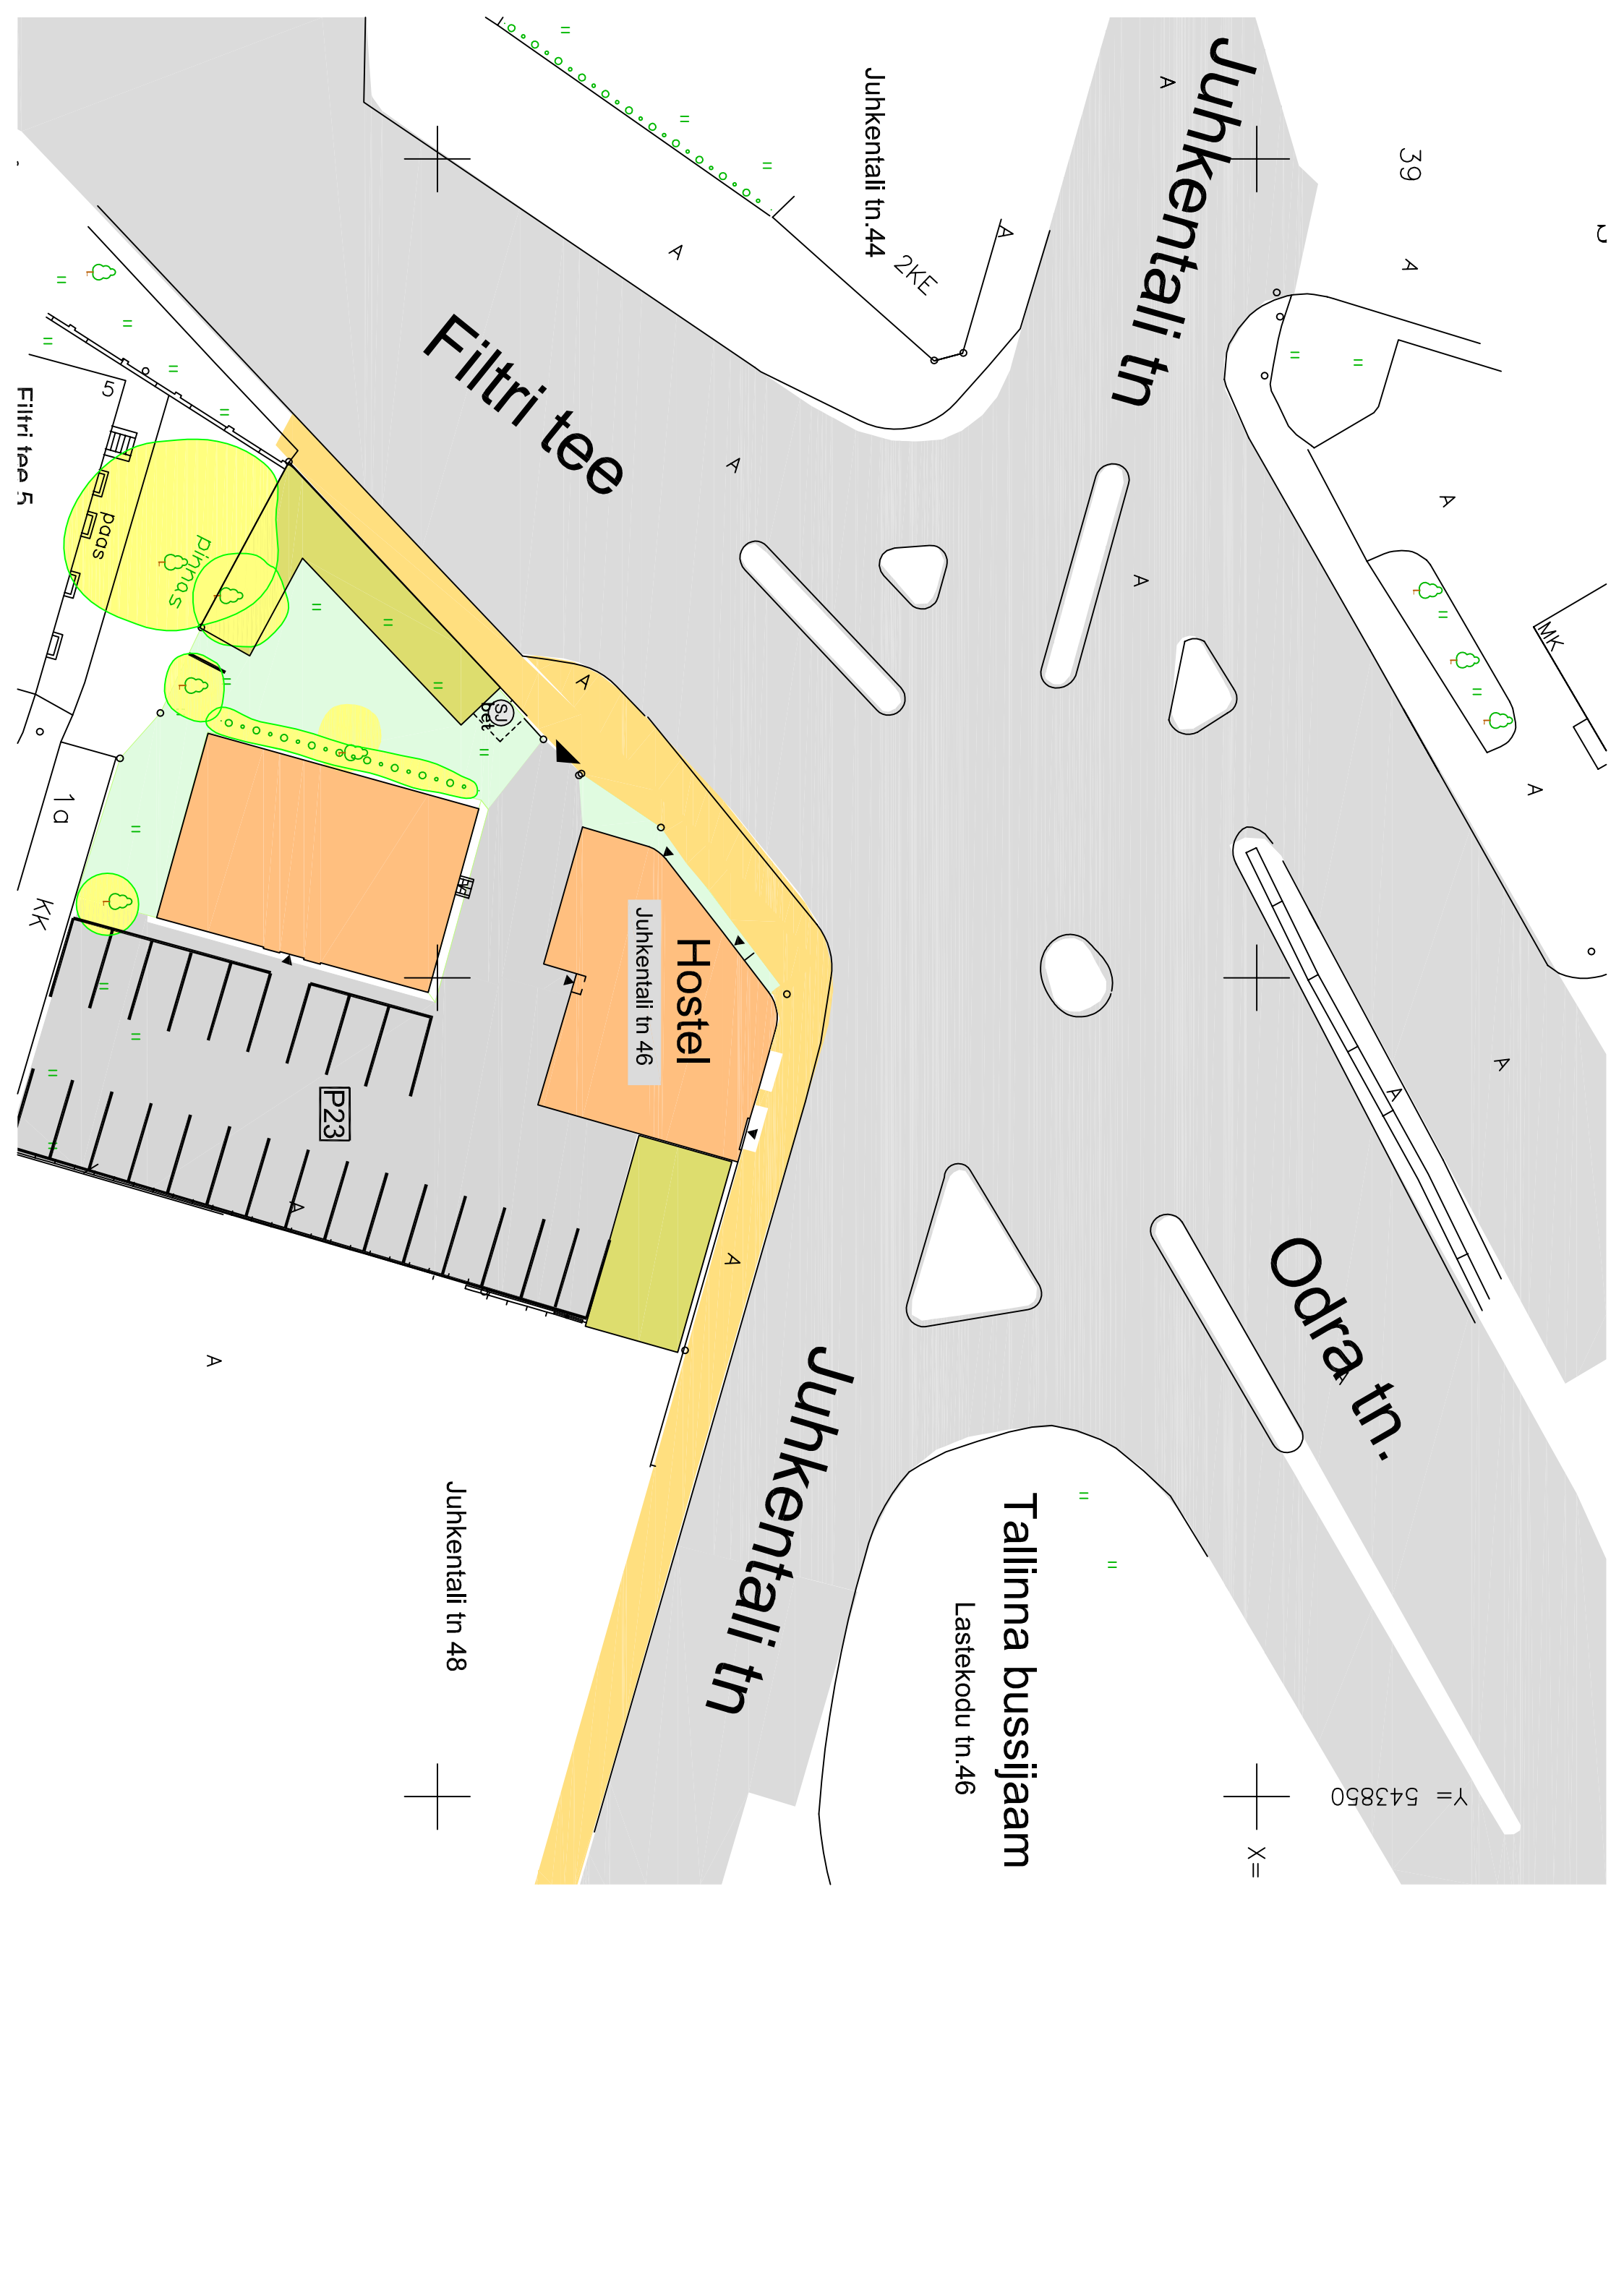 Juhkentali tn
39
Juhkentali tn.44
2KE
A
A
A
A
Filtri tee
A
A
A
5
Filtri tee 5
paas
pinnas
MK
A
SJ
bet
A
1a
KK
Hostel
Juhkentali tn 46
A
A
P23
A
A
A
Odra tn.
A
Juhkentali tn
Juhkentali tn 48
Tallinna bussijaam
Lastekodu tn.46
Y= 543850
X=